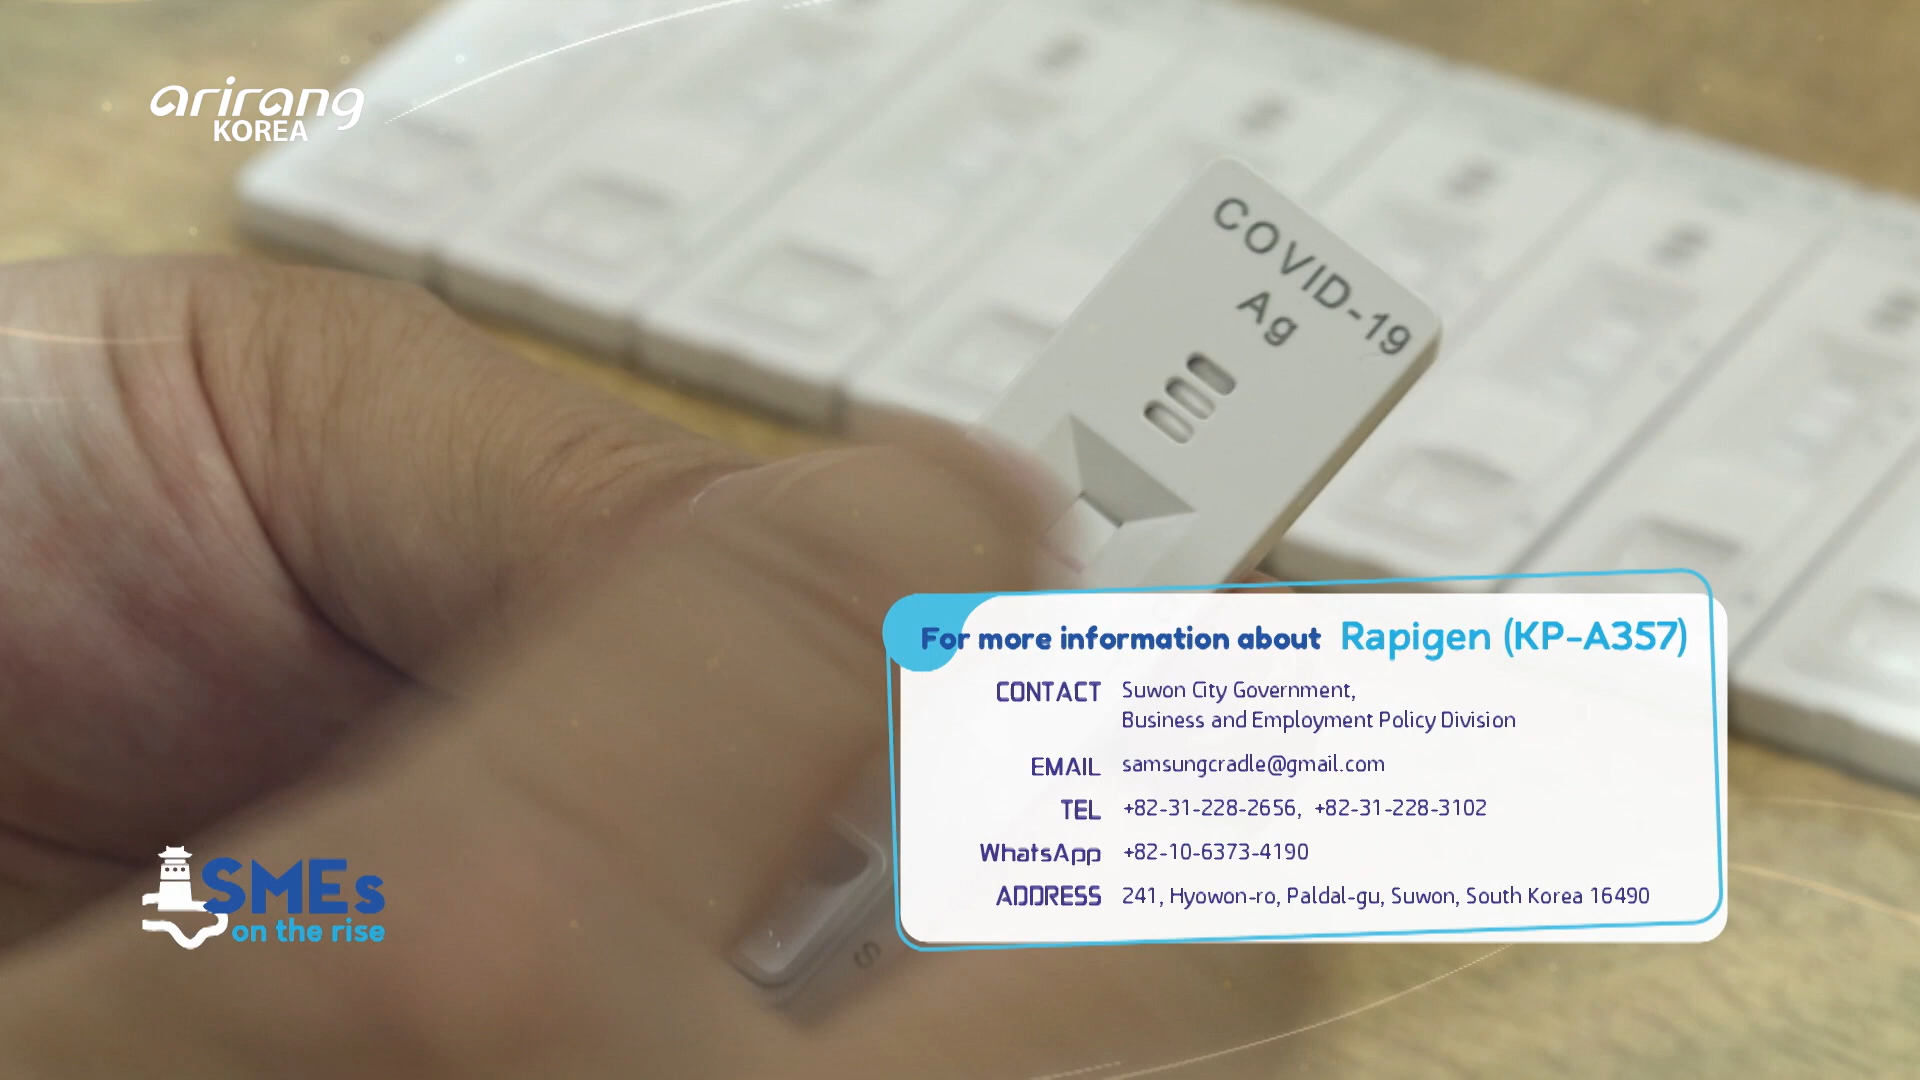 arirang
KOREA
COVID-19
Ag
S
For more information about Rapigen (KP-A357)
CONTACT Suwon City Government,
Business and Employment Policy Division
EMAIL samsungcradle@gmail.com
TEL +82-31-228-2656, +82-31-228-3102
WhatsApp +82-10-6373-4190
ADDRESS 241, Hyowon-ro, Paldal-gu, Suwon, South Korea 16490
SMEs
on the rise